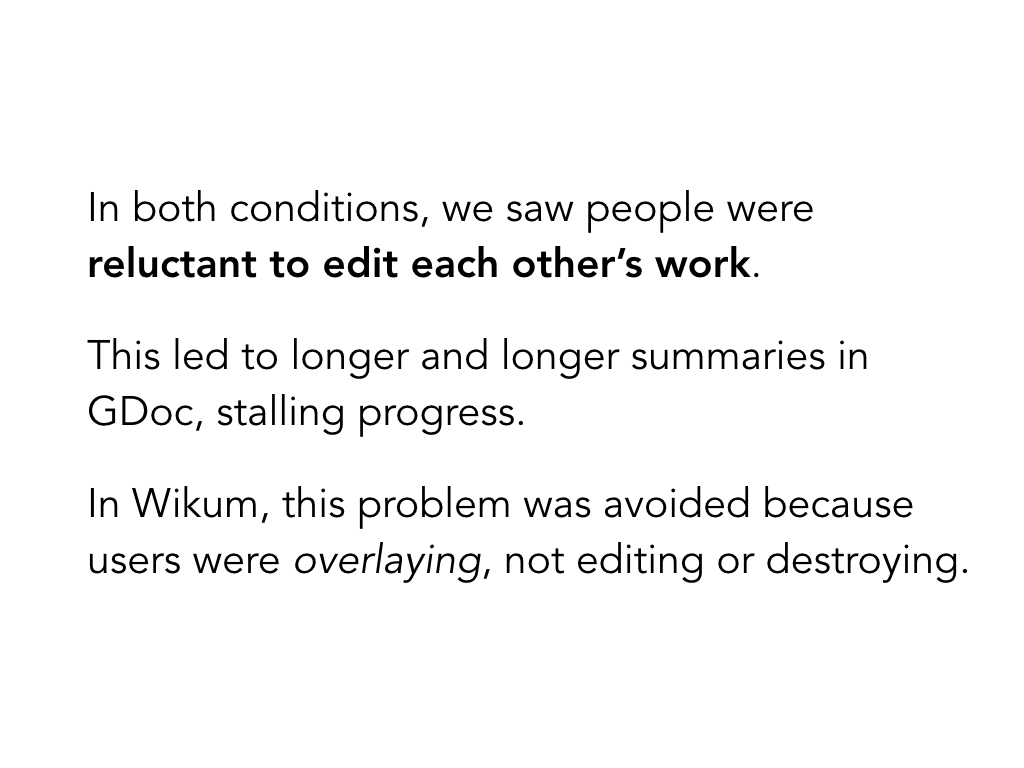 In both conditions, we saw people were
reluctant to edit each other’s work.
This led to longer and longer summaries in
GDoc, stalling progress.
In Wikum, this problem was avoided because
users were overlaying, not editing or destroying.